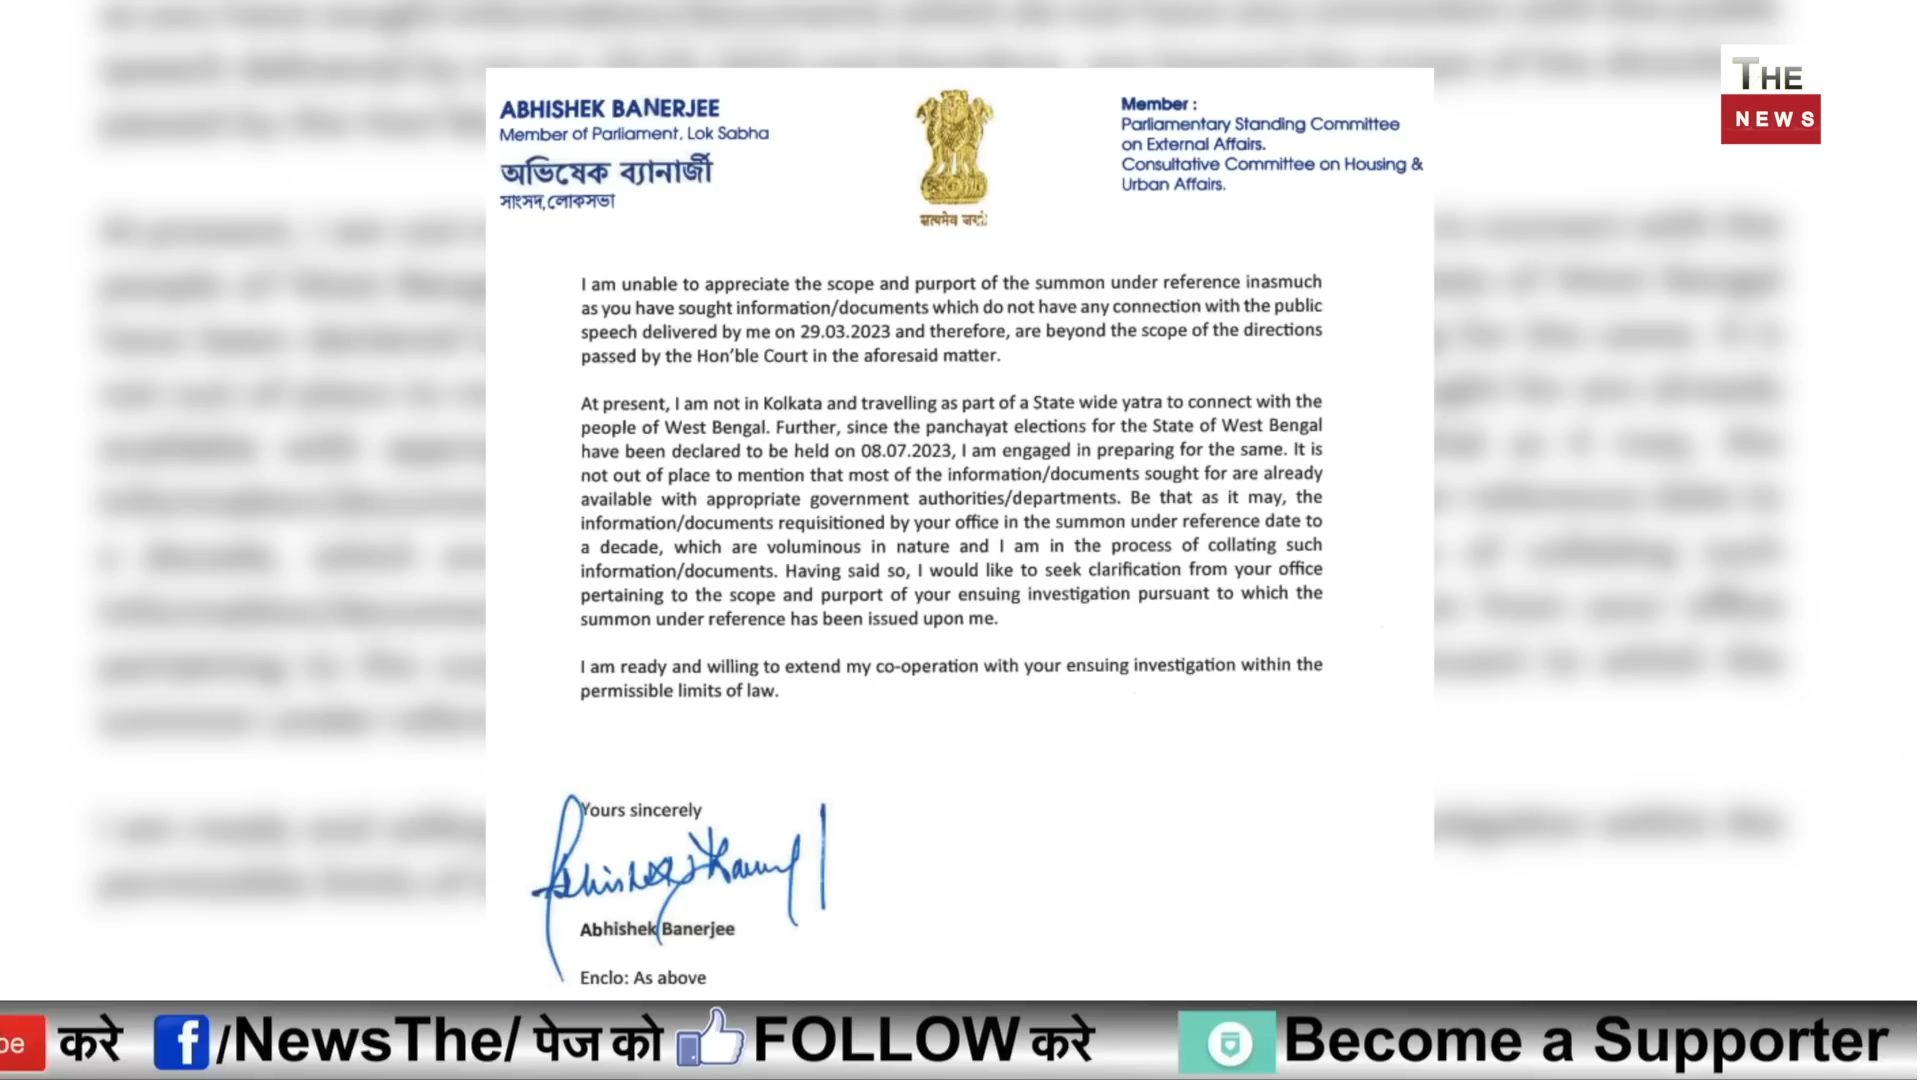 THE
NEWS
ABHISHEK BANERJEE
Member of Parliament, Lok Sabha
অভিষেক ব্যানার্জী
সাংসদ,লোকসভা
सत्यमेव जयते
Member :
Parliamentary Standing Committee
on External Affairs.
Consultative Committee on Housing &
Urban Affairs.
I am unable to appreciate the scope and purport of the summon under reference inasmuch
as you have sought information/documents which do not have any connection with the public
speech delivered by me on 29.03.2023 and therefore, are beyond the scope of the directions
passed by the Hon'ble Court in the aforesaid matter.
At present, I am not in Kolkata and travelling as part of a State wide yatra to connect with the
people of West Bengal. Further, since the panchayat elections for the State of West Bengal
have been declared to be held on 08.07.2023, I am engaged in preparing for the same. It is
not out of place to mention that most of the information/documents sought for are already
available with appropriate government authorities/departments. Be that as it may, the
information/documents requisitioned by your office in the summon under reference date to
a decade, which are voluminous in nature and I am in the process of collating such
information/documents. Having said so, I would like to seek clarification from your office
pertaining to the scope and purport of your ensuing investigation pursuant to which the
summon under reference has been issued upon me.
I am ready and willing to extend my co-operation with your ensuing investigation within the
permissible limits of law.
Yours sincerely
Abhishek Banerjee
Enclo: As above
be करे f/NewsThe/ पेज को FOLLOW करे Become a Supporter